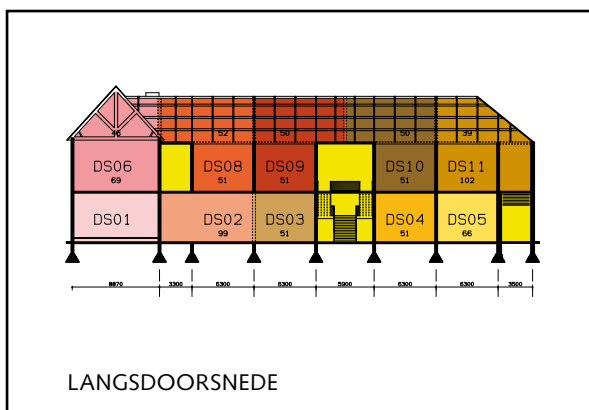 46 52 50 50 39
DS06 DS08 DS09 DS10 DS11
69 51 51 51 102
DS01 DS02 DS03 DS04 DS05
99 51 51 66
8870 3300 6300 6300 5900 6300 6300 3500
LANGSDOORSNEDE